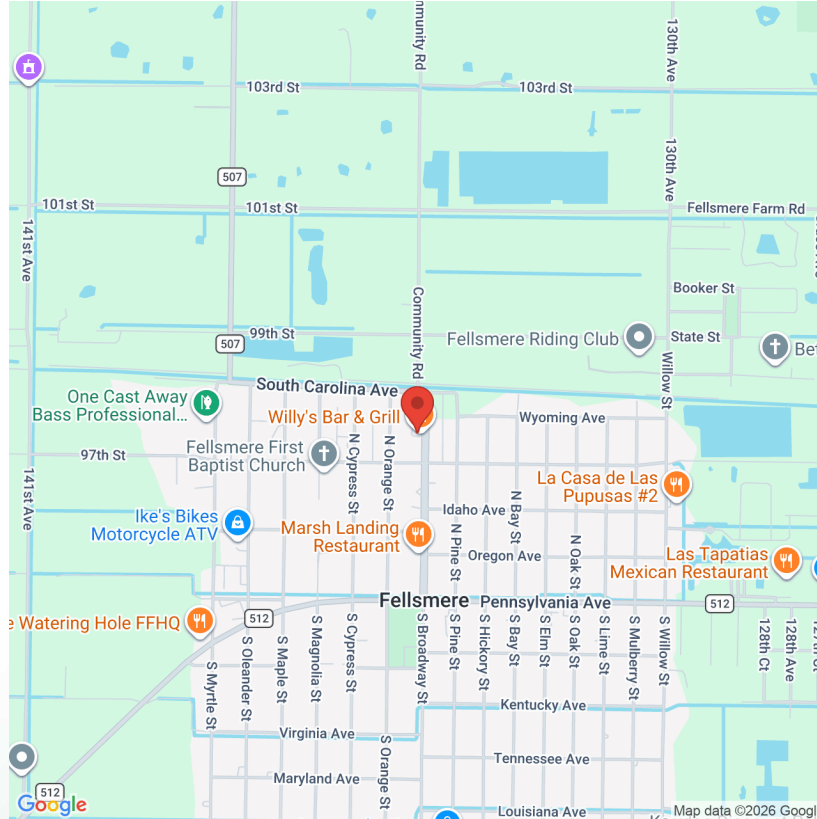 mmunity Rd
130th Ave
103rd St
103rd St
130th Ave
507
101st St
101st St
Fellsmere Farm Rd
141st Ave
Community Rd
Booker St
99th St
507
Fellsmere Riding Club
State St
Bet
Willow St
South Carolina Ave
One Cast Away
Bass Professional...
Willy's Bar & Grill
Wyoming Ave
N Cypress St
N Orange St
Fellsmere First
Baptist Church
97th St
La Casa de Las
Pupusas #2
141st Ave
Idaho Ave
N Bay St
Ike's Bikes
Motorcycle ATV
Marsh Landing
Restaurant
N Pine St
N Oak St
Oregon Ave
Las Tapatias
Mexican Restaurant
Fellsmere
Pennsylvania Ave
512
512
e Watering Hole FFHQ
S Myrtle St
S Oleander St
S Maple St
S Magnolia St
S Cypress St
S Broadway St
S Pine St
S Hickory St
S Bay St
S Elm St
S Oak St
S Lime St
S Mulberry St
S Willow St
128th Ct
128th Ave
127th Ct
Kentucky Ave
Virginia Ave
S Orange St
Tennessee Ave
Maryland Ave
512
Louisiana Ave
Google
Map data ©2026 Googl